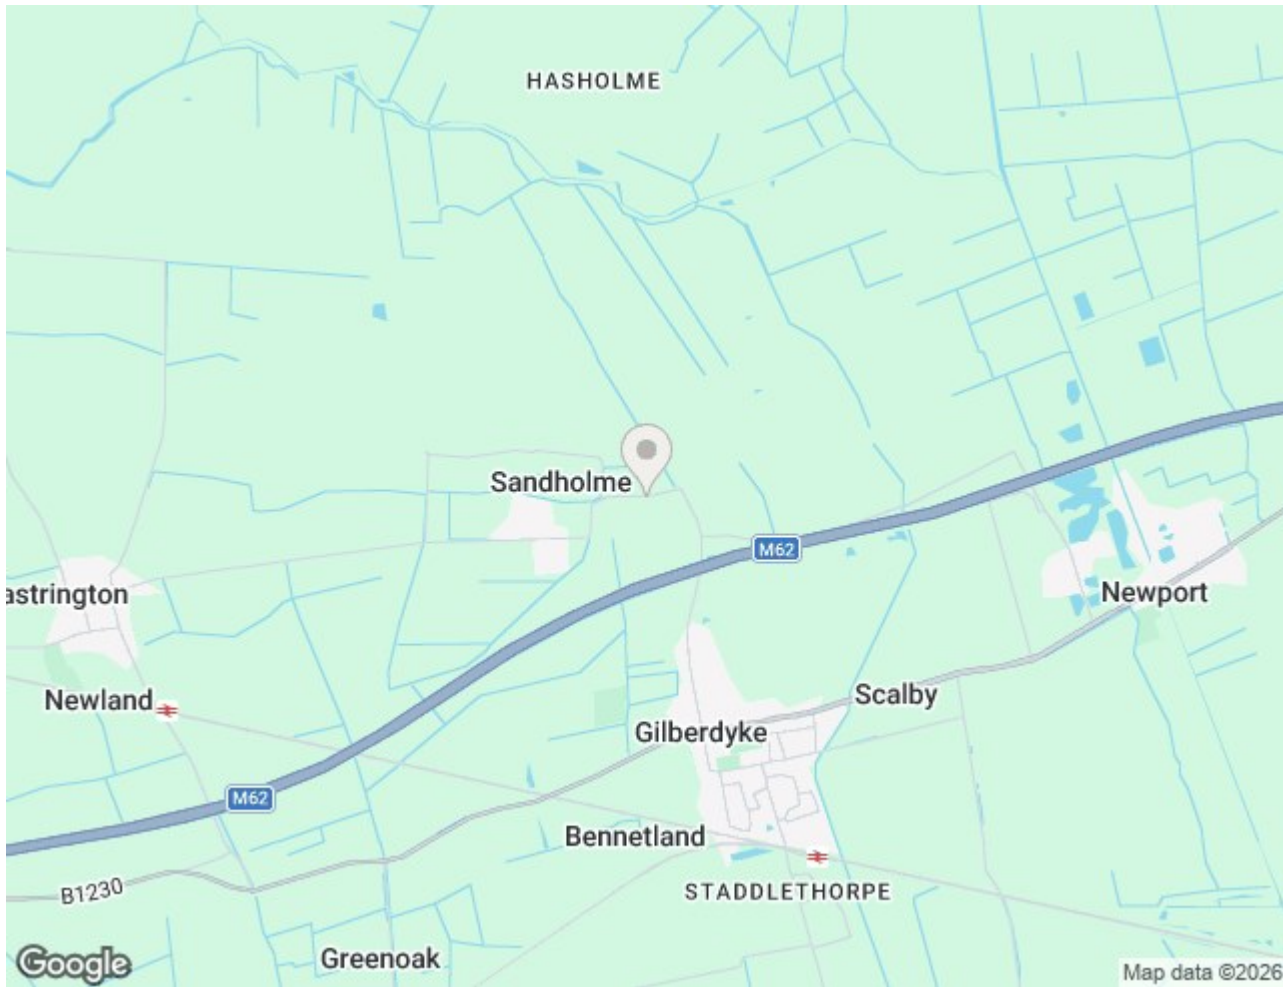 HASHOLME
Sandholme
M62
astrington
Newport
Newland
Scalby
Gilberdyke
M62
Bennetland
B1230
STADDLETHORPE
Greenoak
Google
Map data ©2026